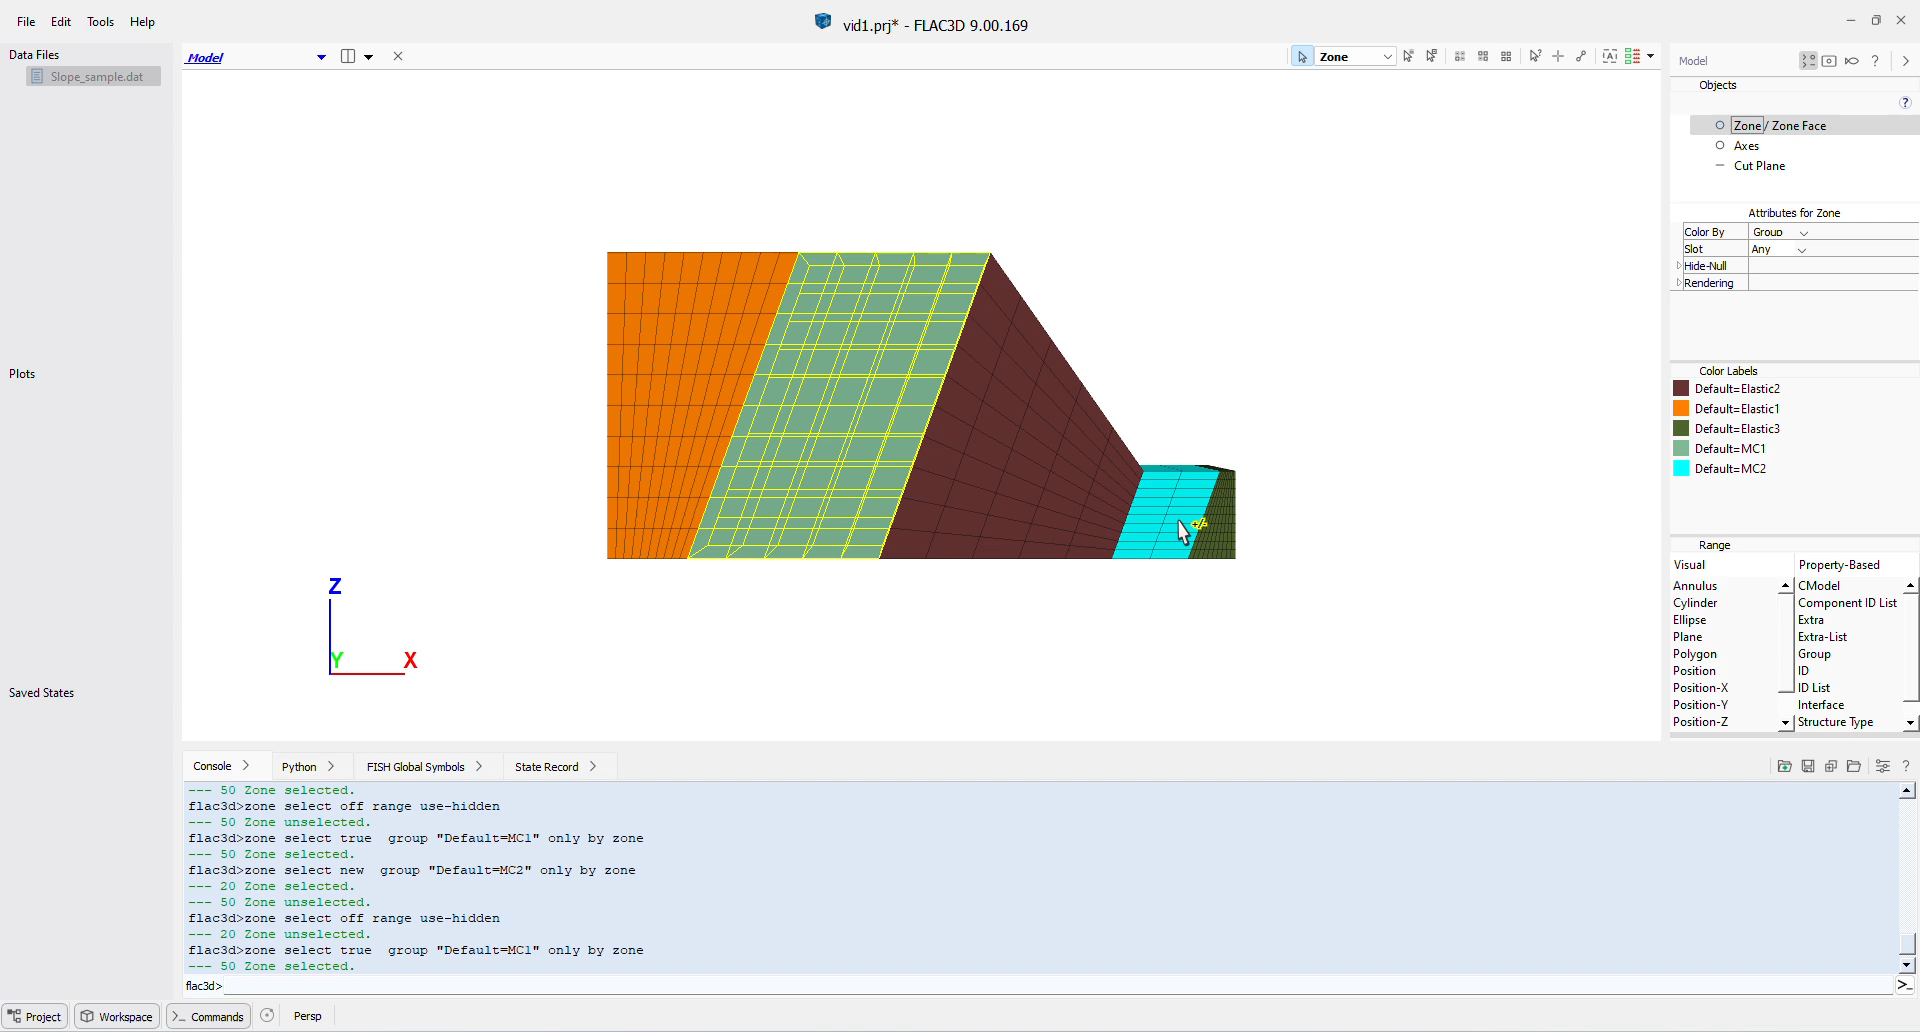 File Edit Tools Help
vid1.prj* - FLAC3D 9.00.169
Data Files
Slope_sample.dat
Plots
Saved States
Model
Zone
Model
Objects
Zone / Zone Face
Axes
Cut Plane
Attributes for Zone
Color By Group
Slot Any
Hide-Null
Rendering
Color Labels
Default=Elastic2
Default=Elastic1
Default=Elastic3
Default=MC1
Default=MC2
Range
Visual Property-Based
Annulus CModel
Cylinder Component ID List
Ellipse Extra
Plane Extra-List
Polygon Group
Position ID
Position-X ID List
Position-Y Interface
Position-Z Structure Type
Z
Y X
Console Python FISH Global Symbols State Record
--- 50 Zone selected.
flac3d>zone select off range use-hidden
--- 50 Zone unselected.
flac3d>zone select true  group "Default=MC1" only by zone
--- 50 Zone selected.
flac3d>zone select new  group "Default=MC2" only by zone
--- 20 Zone selected.
--- 50 Zone unselected.
flac3d>zone select off range use-hidden
--- 20 Zone unselected.
flac3d>zone select true  group "Default=MC1" only by zone
--- 50 Zone selected.
flac3d>
Project Workspace Commands Persp